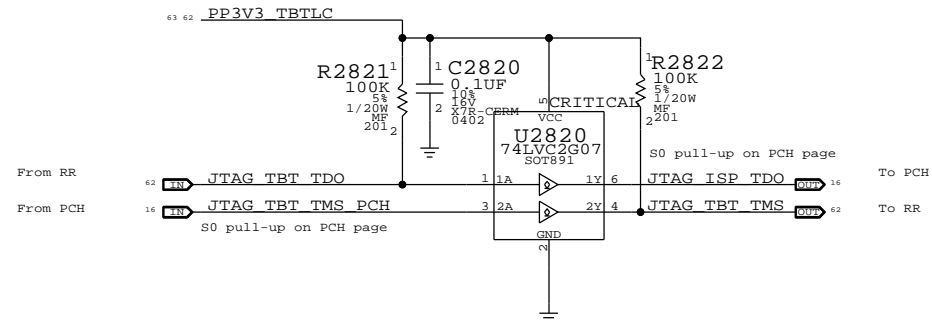 63 62 PP3V3_TBTLC
R2821 1
100K
5%
1/20W
MF
201 2
1 C2820
0.1UF
10%
16V
2 X7R-CERM
0402
1 R2822
100K
5%
1/20W
MF
2 201
5 CRITICAL
VCC
U2820
74LVC2G07
SOT891
S0 pull-up on PCH page
From RR 62 IN JTAG_TBT_TDO 1 1A 1Y 6 JTAG_ISP_TDO OUT 16 To PCH
From PCH 16 IN JTAG_TBT_TMS_PCH 3 2A 2Y 4 JTAG_TBT_TMS OUT 62 To RR
S0 pull-up on PCH page
GND
2